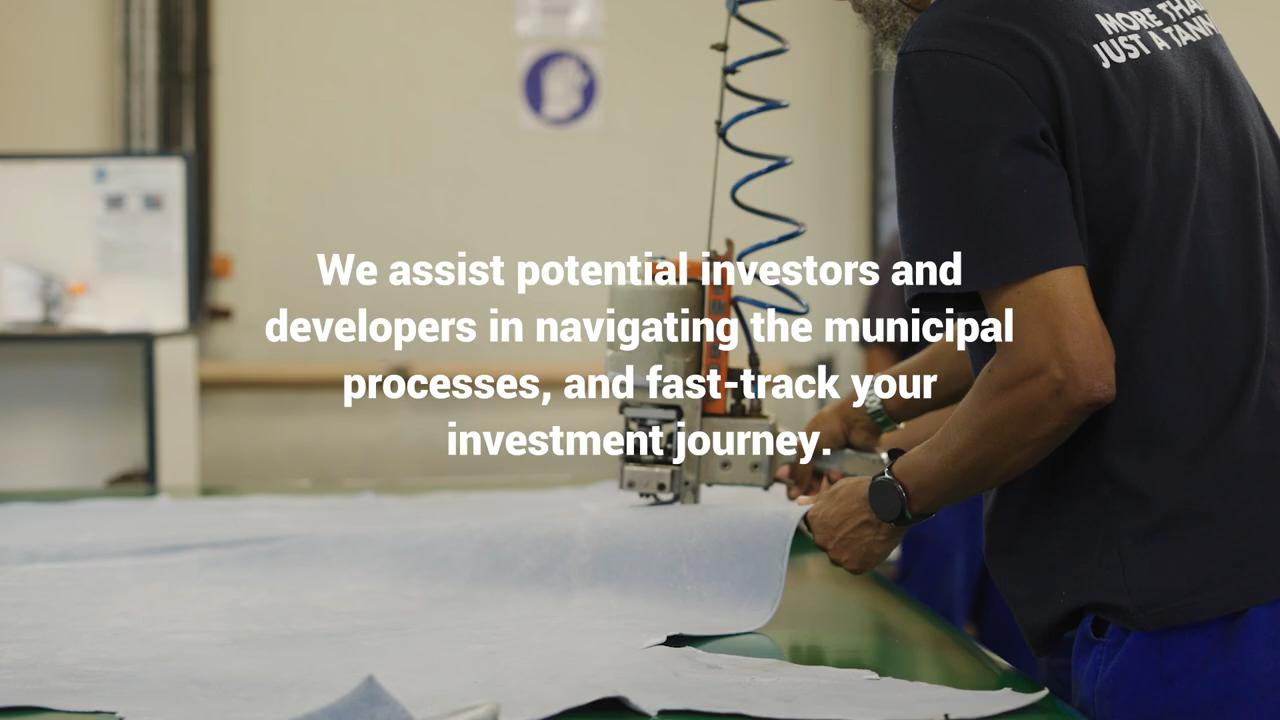 MORE THA
JUST A TANN
We assist potential investors and
developers in navigating the municipal
processes, and fast-track your
investment journey.